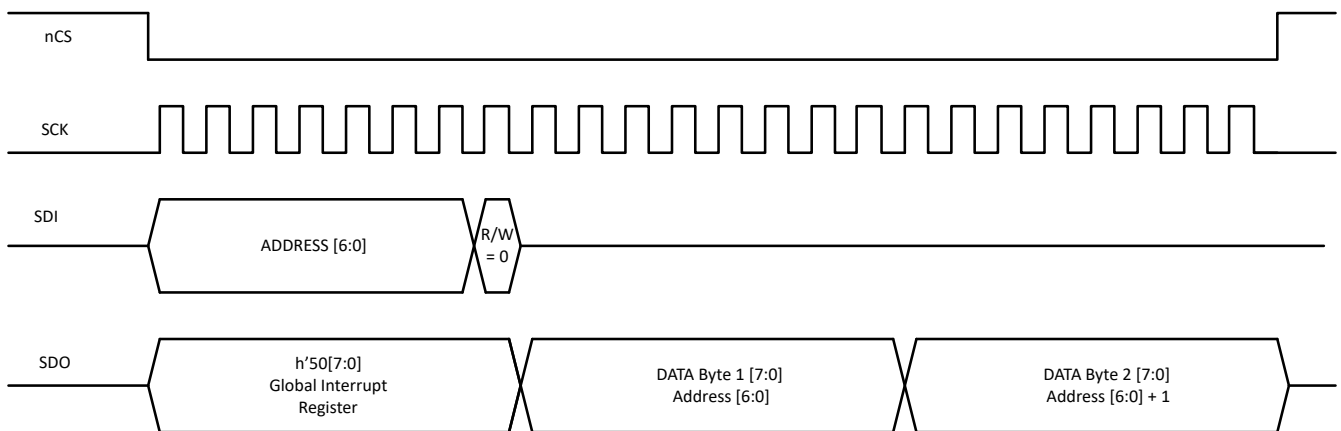 nCS
SCK
SDI
ADDRESS [6:0]
R/W
= 0
SDO
h’50[7:0]
Global Interrupt
Register
DATA Byte 1 [7:0]
Address [6:0]
DATA Byte 2 [7:0]
Address [6:0] + 1